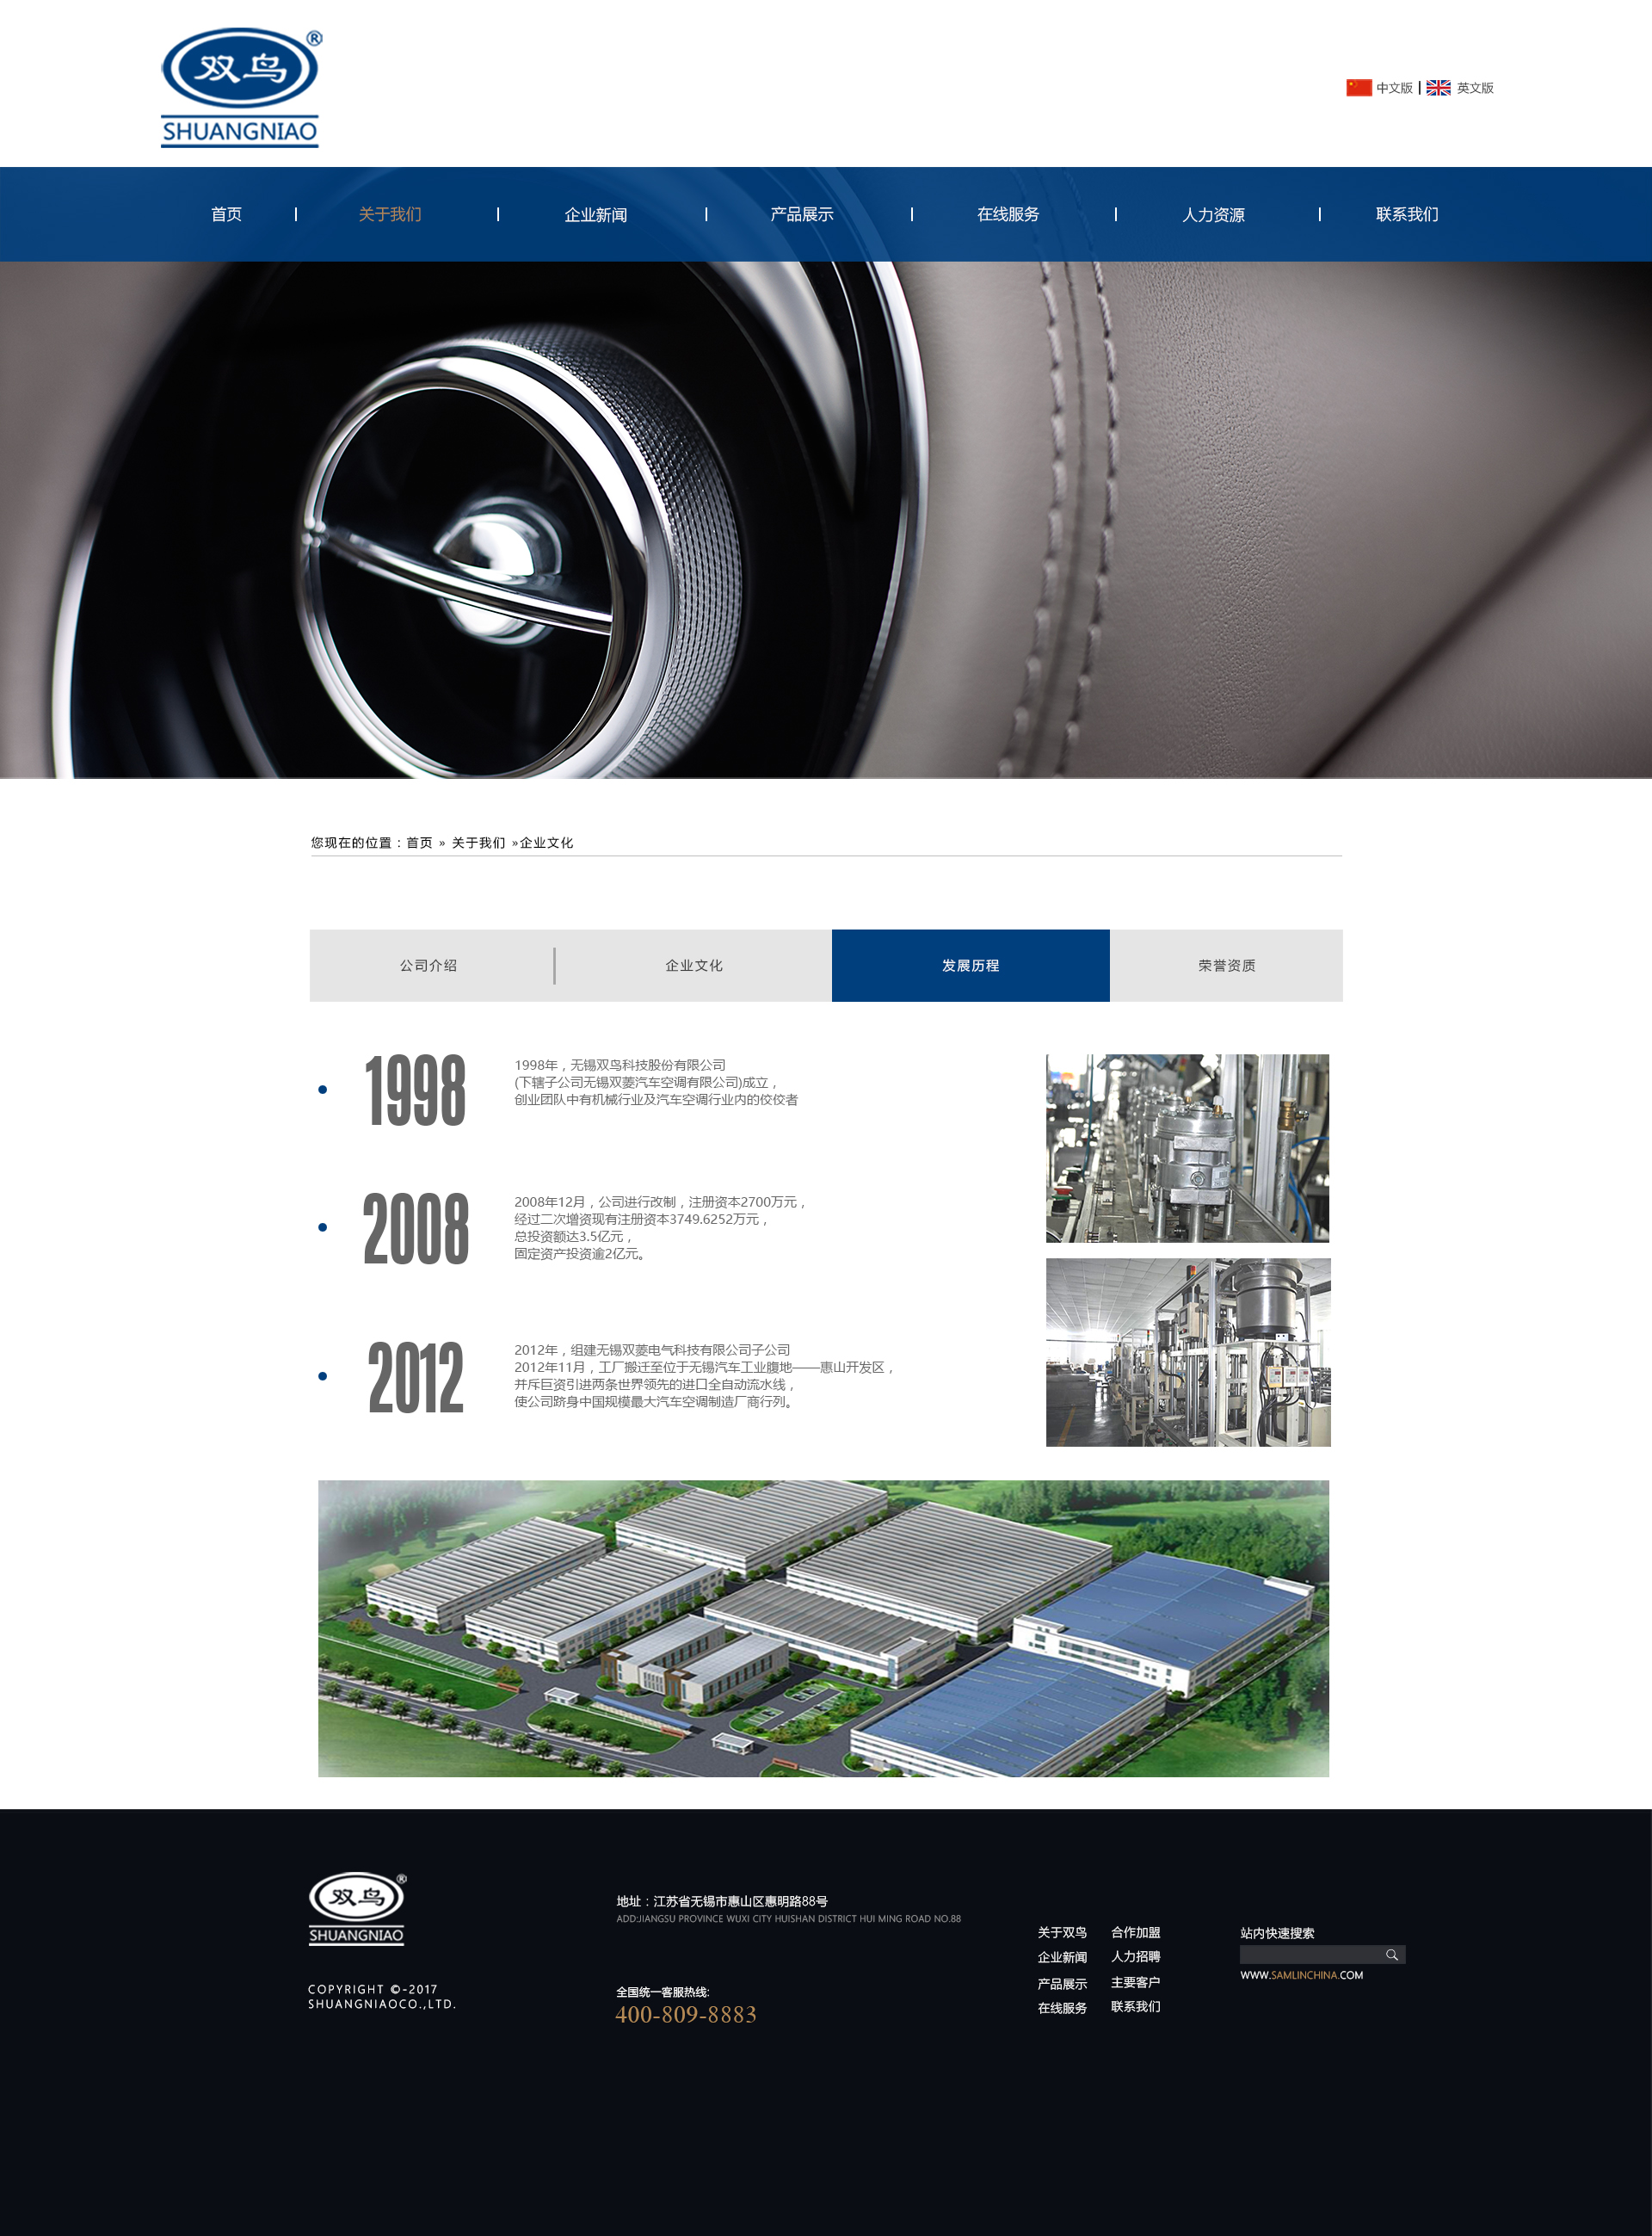 双鸟®
SHUANGNIAO
中文版 | 英文版
首页 | 关于我们 | 企业新闻 | 产品展示 | 在线服务 | 人力资源 | 联系我们
您现在的位置：首页 » 关于我们 »企业文化
公司介绍 | 企业文化 发展历程 荣誉资质
1998
1998年，无锡双鸟科技股份有限公司
(下辖子公司无锡双菱汽车空调有限公司)成立，
创业团队中有机械行业及汽车空调行业内的佼佼者
2008
2008年12月，公司进行改制，注册资本2700万元，
经过二次增资现有注册资本3749.6252万元，
总投资额达3.5亿元，
固定资产投资逾2亿元。
2012
2012年，组建无锡双菱电气科技有限公司子公司
2012年11月，工厂搬迁至位于无锡汽车工业腹地——惠山开发区，
并斥巨资引进两条世界领先的进口全自动流水线，
使公司跻身中国规模最大汽车空调制造厂商行列。
双鸟®
SHUANGNIAO
COPYRIGHT ©-2017
SHUANGNIAOCO.,LTD.
地址：江苏省无锡市惠山区惠明路88号
ADD:JIANGSU PROVINCE WUXI CITY HUISHAN DISTRICT HUI MING ROAD NO.88
全国统一客服热线:
400-809-8883
关于双鸟 合作加盟
企业新闻 人力招聘
产品展示 主要客户
在线服务 联系我们
站内快速搜索
WWW.SAMLINCHINA.COM